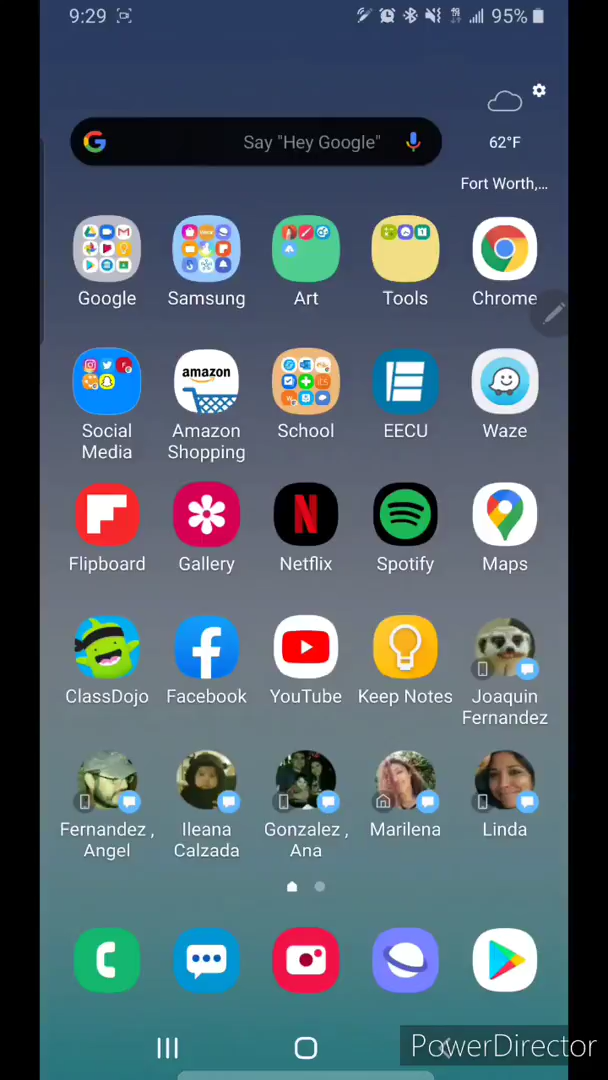 9:29
95%
Say "Hey Google"
62°F
Fort Worth,...
Google
Samsung
Art
Tools
Chrome
Social
Media
amazon
Amazon
Shopping
School
EECU
Waze
Flipboard
Gallery
Netflix
Spotify
Maps
ClassDojo
Facebook
YouTube
Keep Notes
Joaquin
Fernandez
Fernandez ,
Angel
Ileana
Calzada
Gonzalez ,
Ana
Marilena
Linda
PowerDirector